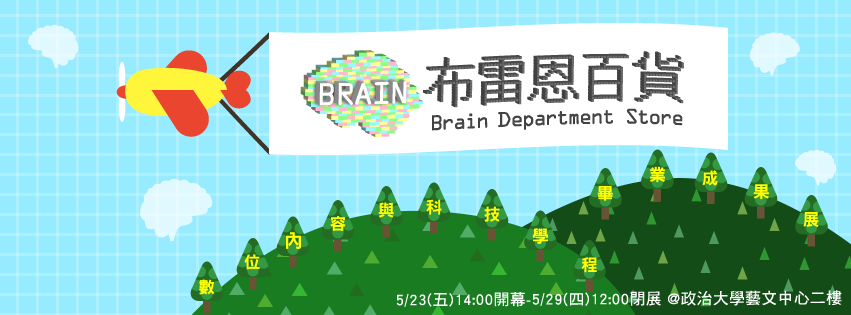 BRAIN
布雷恩百貨
Brain Department Store
數位內容與科技學程
畢業成果展
5/23(五)14:00開幕-5/29(四)12:00閉展 @政治大學藝文中心二樓